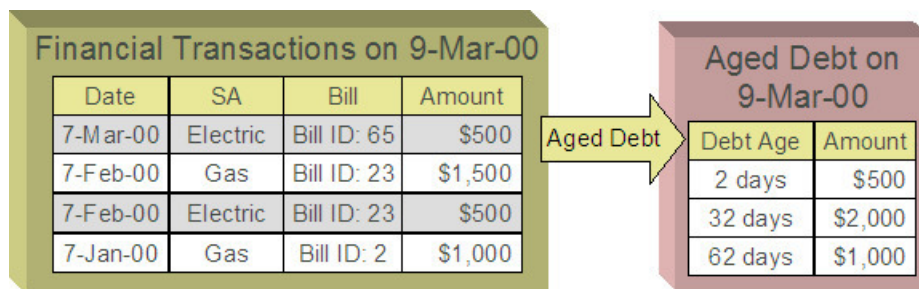 Financial Transactions on 9-Mar-00
Date SA Bill Amount
7-Mar-00 Electric Bill ID: 65 $500
7-Feb-00 Gas Bill ID: 23 $1,500
7-Feb-00 Electric Bill ID: 23 $500
7-Jan-00 Gas Bill ID: 2 $1,000
Aged Debt
Aged Debt on
9-Mar-00
Debt Age Amount
2 days $500
32 days $2,000
62 days $1,000